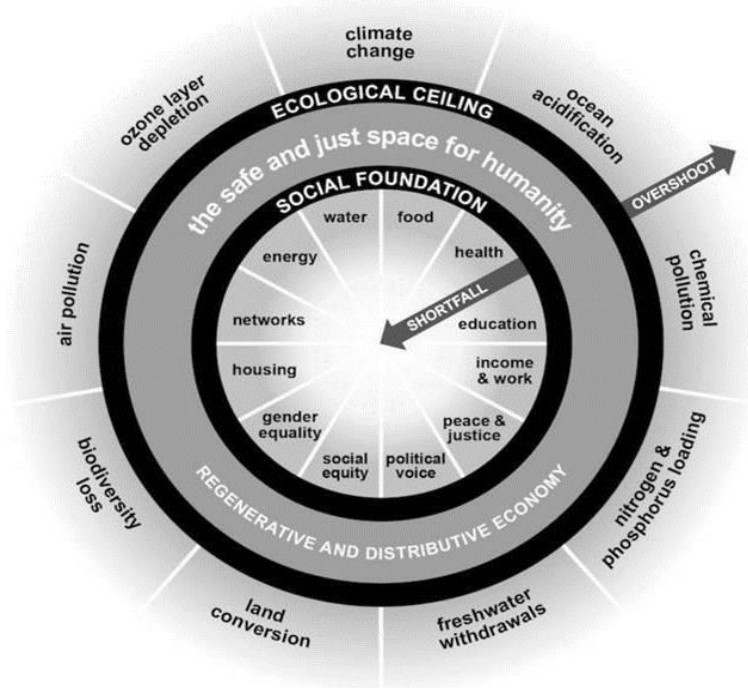 climate
change
ocean
acidification
chemical
pollution
nitrogen &
phosphorus loading
freshwater
withdrawals
land
conversion
biodiversity
loss
air pollution
ozone layer
depletion
ECOLOGICAL CEILING
the safe and just space for humanity
SOCIAL FOUNDATION
OVERSHOOT
SHORTFALL
water
food
health
education
income
& work
peace &
justice
political
voice
social
equity
gender
equality
housing
networks
energy
REGENERATIVE AND DISTRIBUTIVE ECONOMY